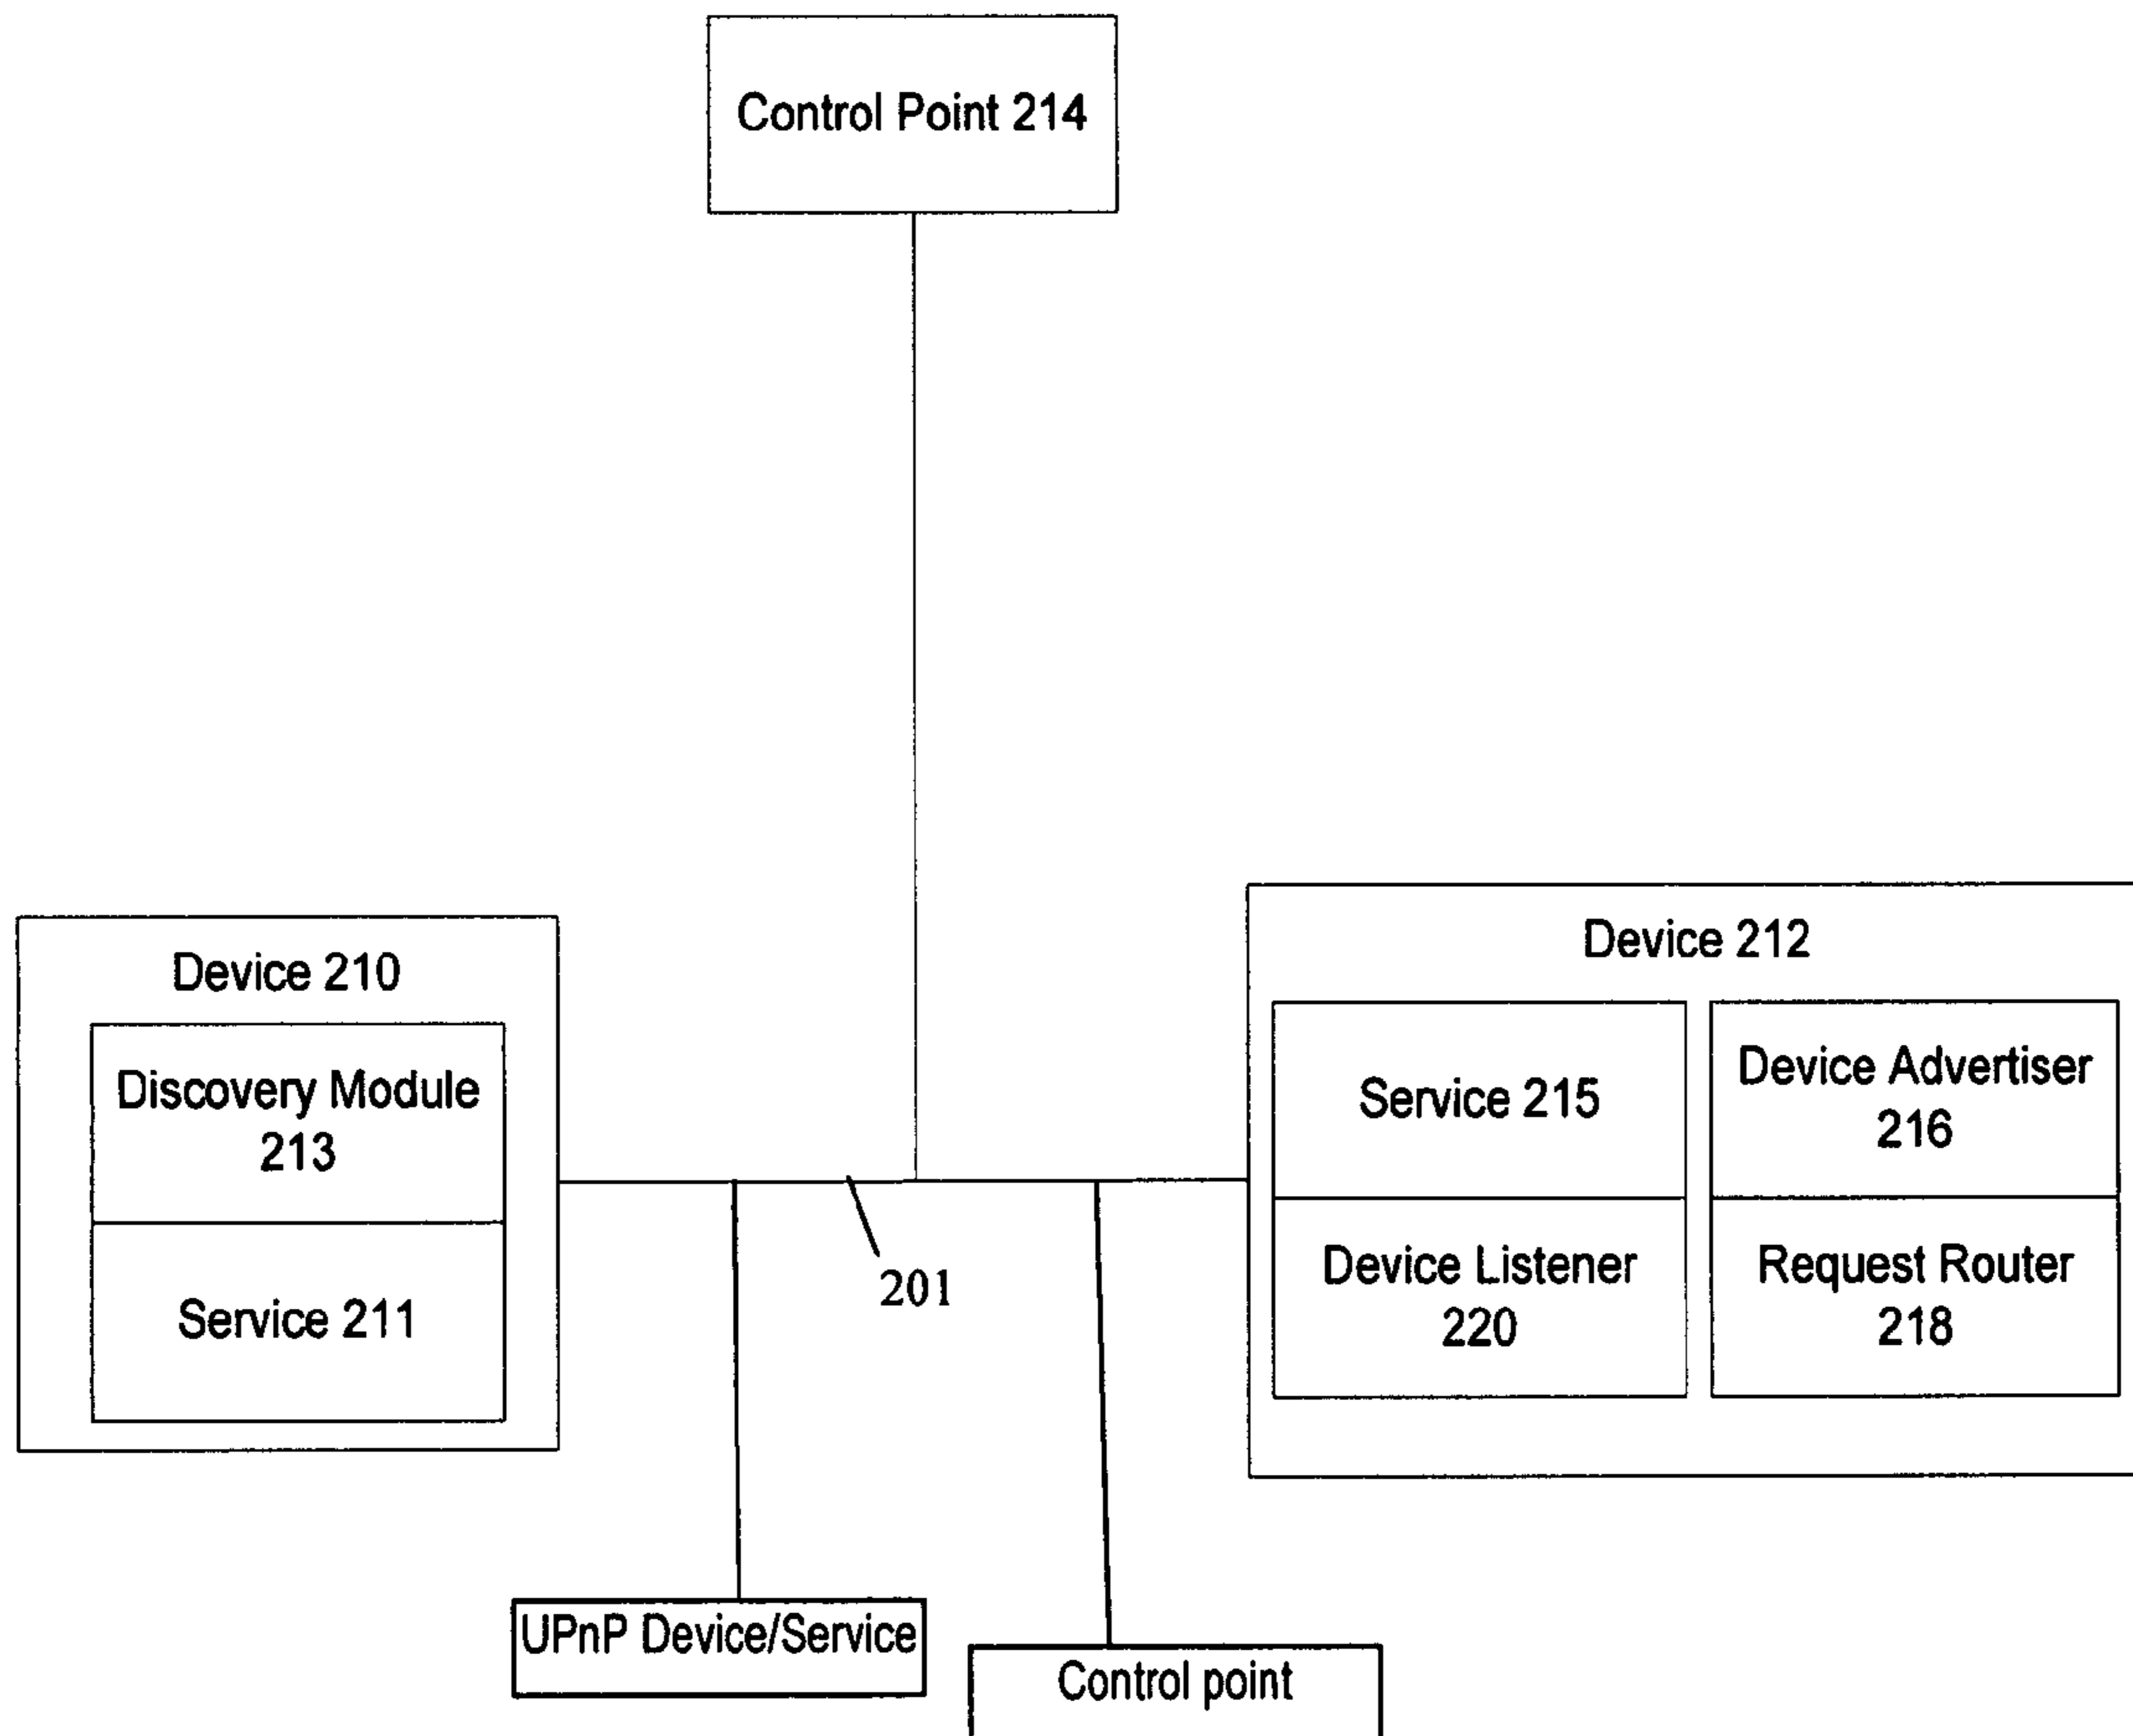 Control Point 214
Device 210
Discovery Module
213
Service 211
Device 212
Service 215
Device Listener
220
Device Advertiser
216
Request Router
218
201
UPnP Device/Service
Control point